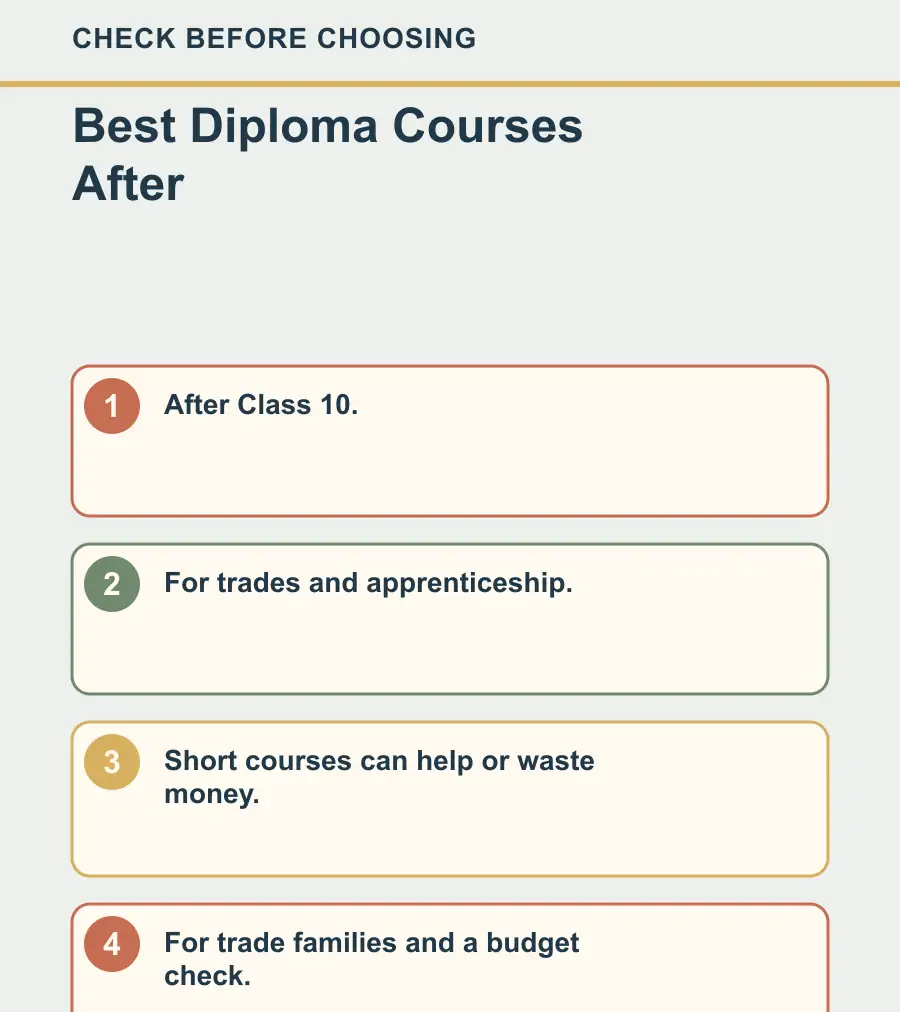 CHECK BEFORE CHOOSING
Best Diploma Courses
After
1
After Class 10.
2
For trades and apprenticeship.
3
Short courses can help or waste
money.
4
For trade families and a budget
check.